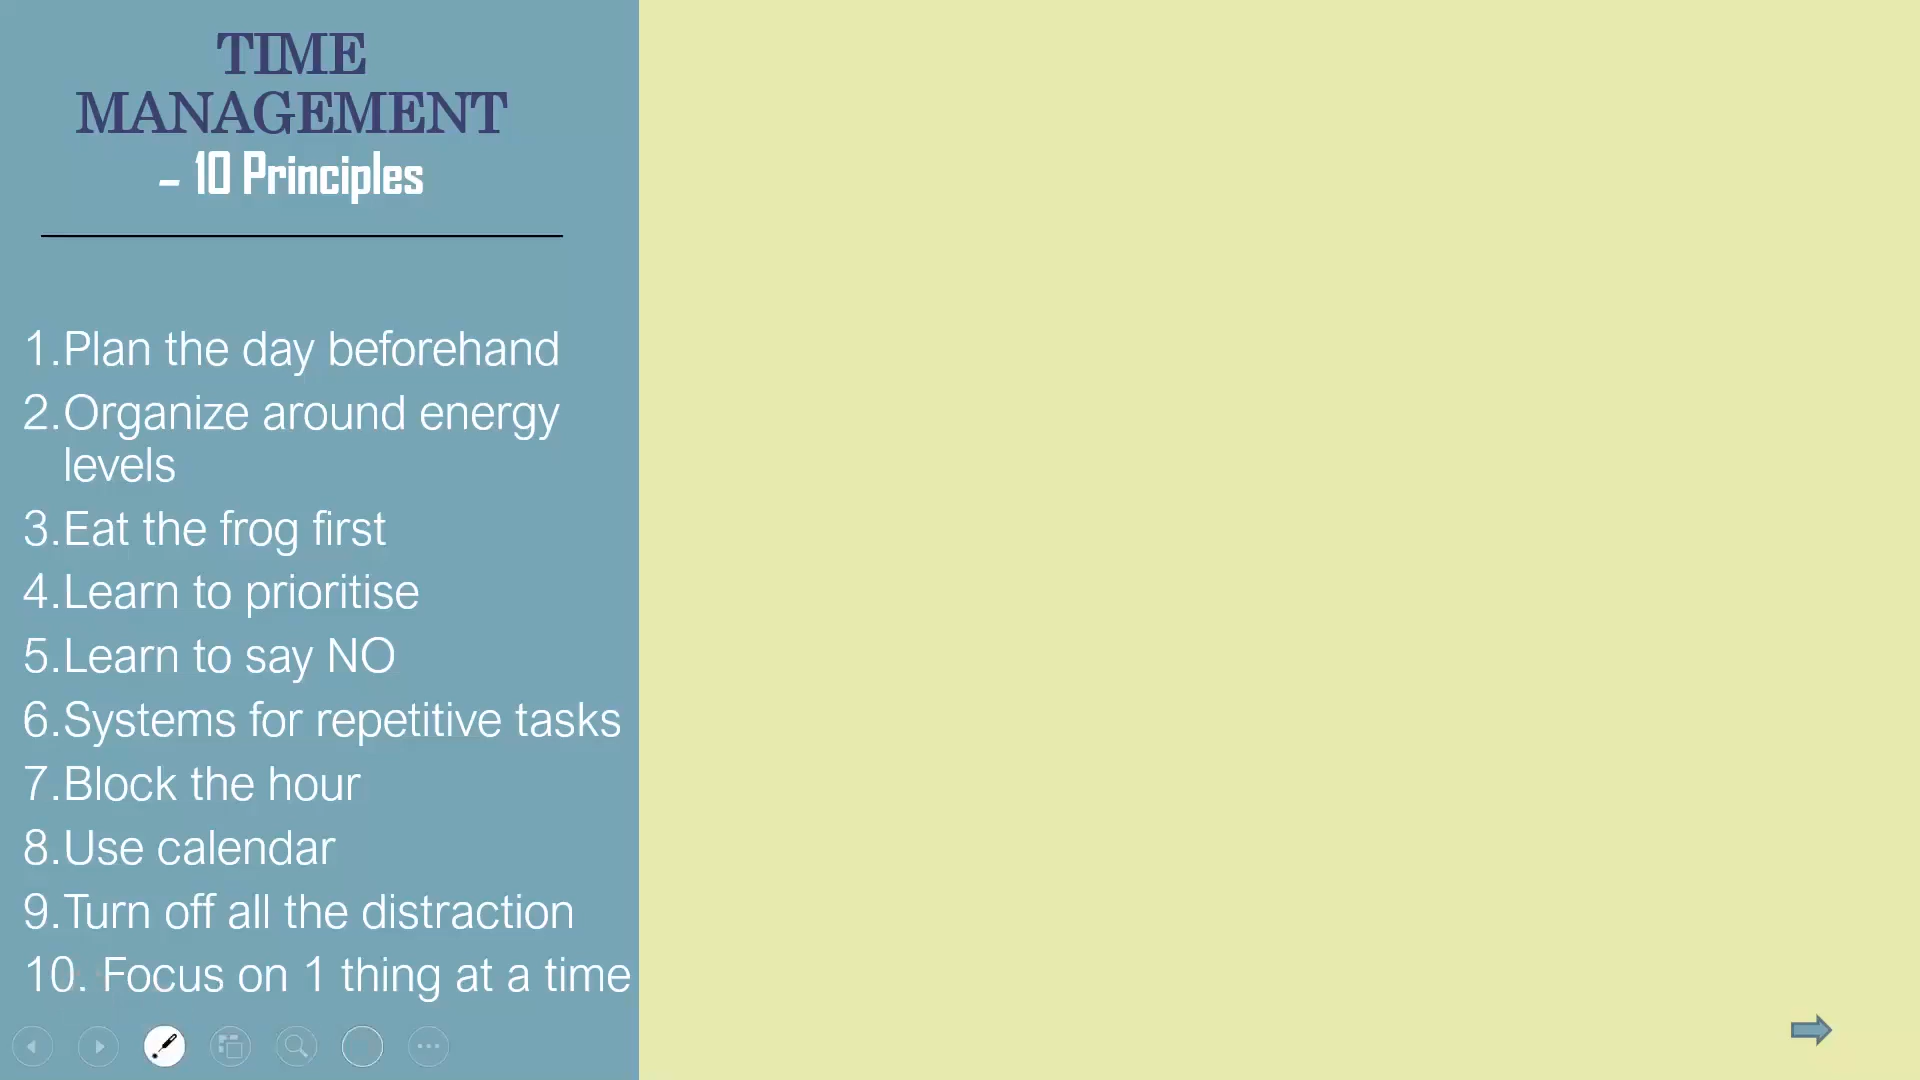 TIME
MANAGEMENT
– 10 Principles
1.Plan the day beforehand
2.Organize around energy
levels
3.Eat the frog first
4.Learn to prioritise
5.Learn to say NO
6.Systems for repetitive tasks
7.Block the hour
8.Use calendar
9.Turn off all the distraction
10. Focus on 1 thing at a time